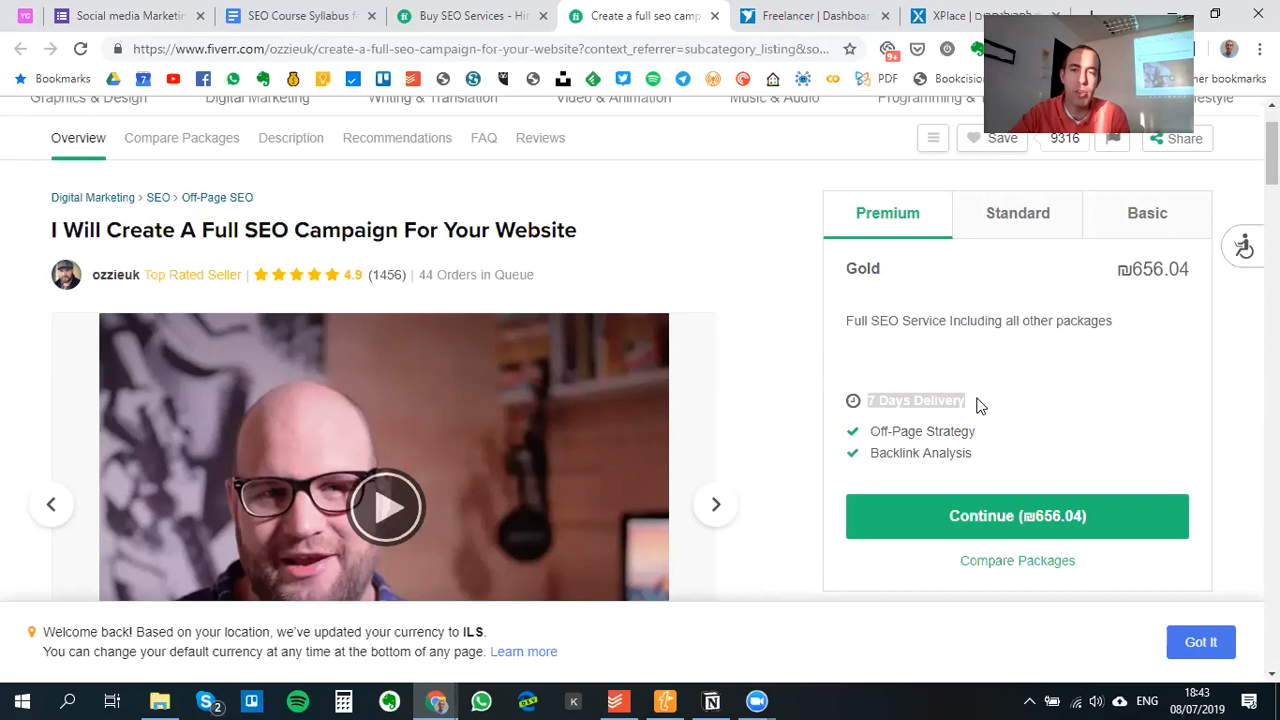 Social media Marketing
SEO Course Syllabus f
Buy SEO Services - Hir
Create a full seo camp
Freelancer | Dashboar
XPlace | Dashboar
https://www.fiverr.com/ozzieuk/create-a-full-seo-campaign-for-your-website?context_referrer=subcategory_listing&so...
9+
Bookmarks
7
PDF
Bookcision
her bookmarks
Graphics & Design
Digital Marketing
Writing & Translation
Video & Animation
Music & Audio
Programming &
Overview
Compare Packages
Description
Recommendations
FAQ
Reviews
Save
9316
Share
Digital Marketing > SEO > Off-Page SEO
I Will Create A Full SEO Campaign For Your Website
ozzieuk Top Rated Seller | 4.9 (1456) | 44 Orders in Queue
Premium
Standard
Basic
Gold
₪656.04
Full SEO Service Including all other packages
7 Days Delivery
Off-Page Strategy
Backlink Analysis
Continue (₪656.04)
Compare Packages
Welcome back! Based on your location, we've updated your currency to ILS.
You can change your default currency at any time at the bottom of any page. Learn more
Got It
2
ENG
18:43
08/07/2019